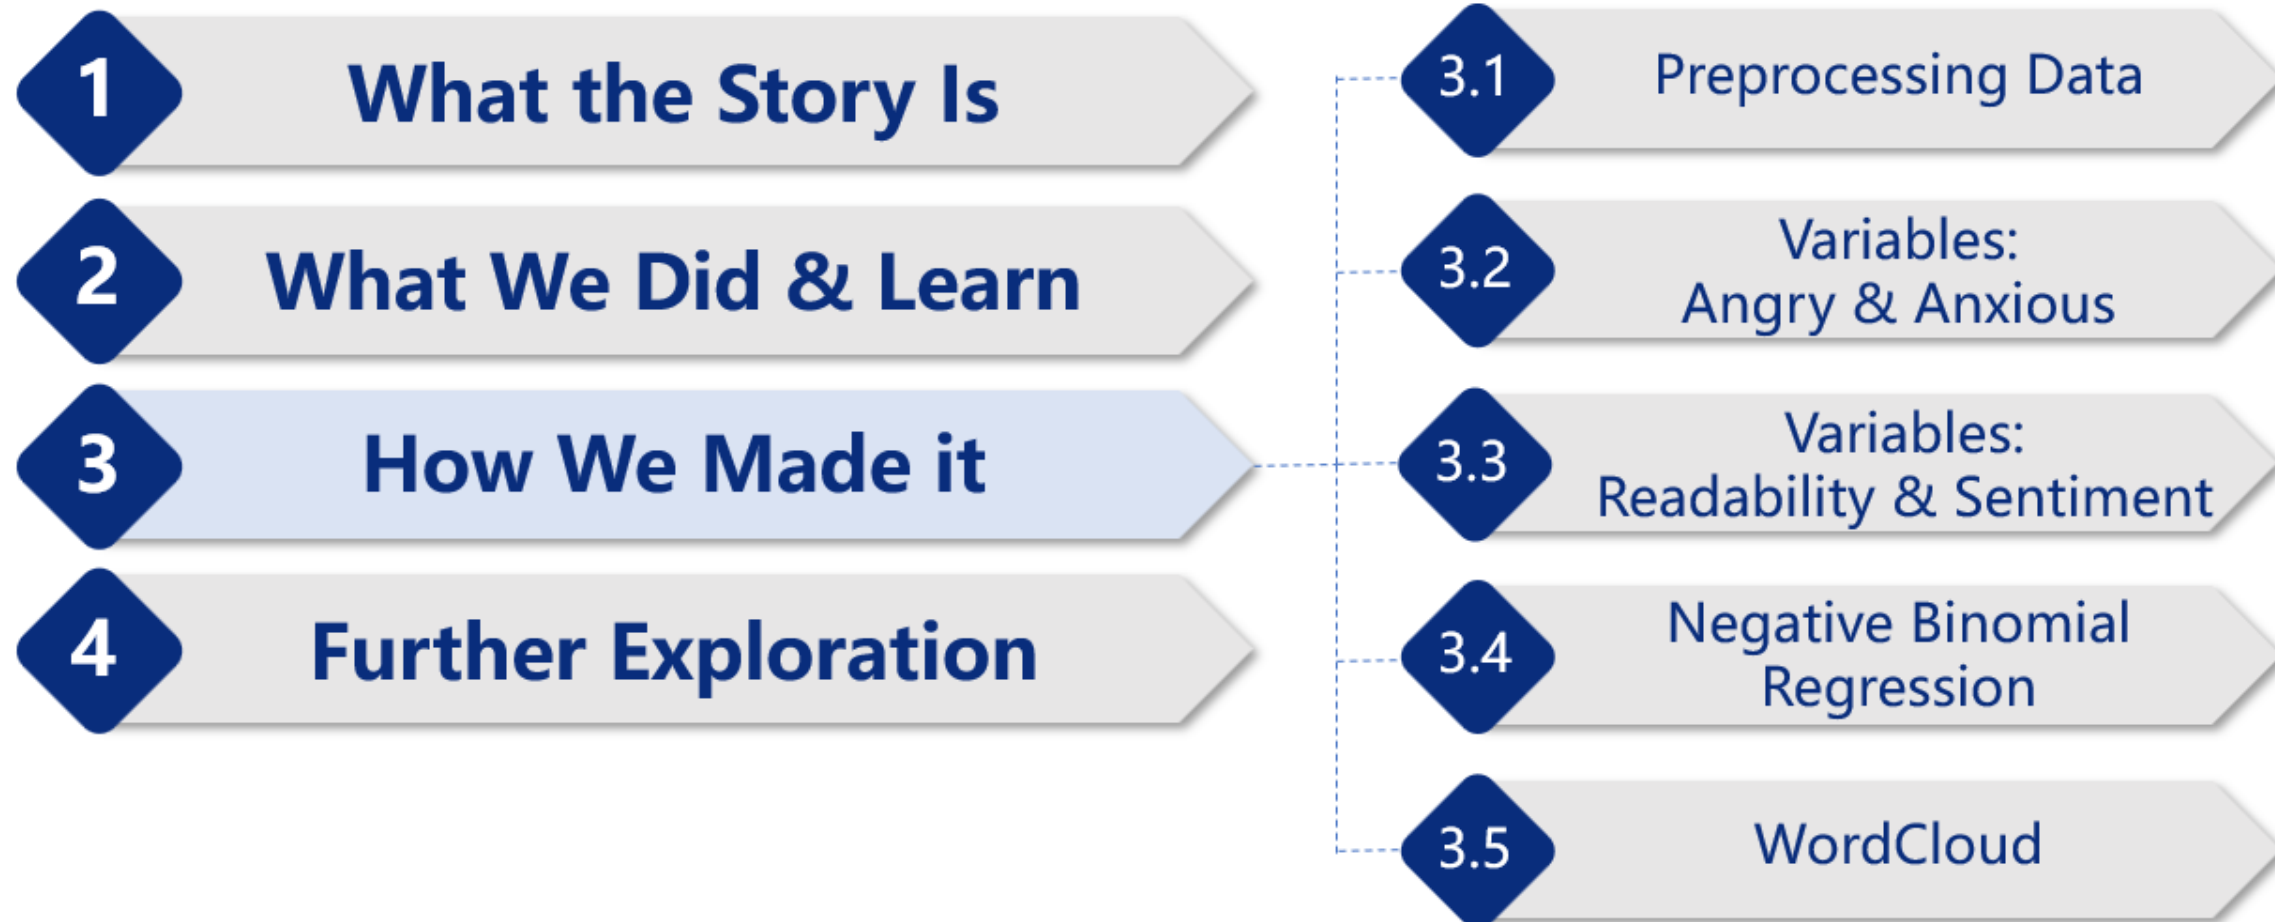 1
What the Story Is
2
What We Did & Learn
3
How We Made it
4
Further Exploration
3.1
Preprocessing Data
3.2
Variables:
Angry & Anxious
3.3
Variables:
Readability & Sentiment
3.4
Negative Binomial
Regression
3.5
WordCloud